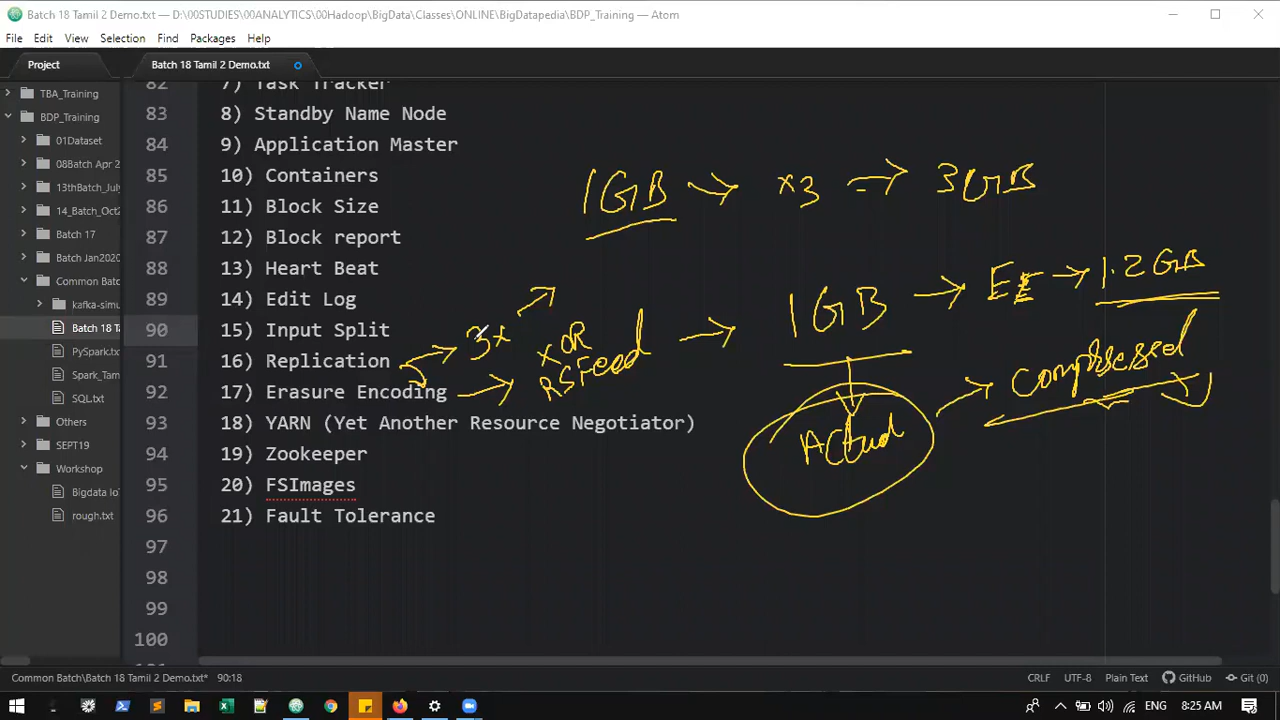 Batch 18 Tamil 2 Demo.txt — D:\00STUDIES\00ANALYTICS\00Hadoop\BigData\Classes\ONLINE\BigDatapedia\BDP_Training — Atom
File Edit View Selection Find Packages Help
Project
Batch 18 Tamil 2 Demo.txt
TBA_Training
BDP_Training
01Dataset
08Batch Apr 2
13thBatch_July
14_Batch_Oct2
Batch 17
Batch Jan2020
Common Batc
kafka-simu
Batch 18 Ta
PySpark.txt
Spark_Tam
SQL.txt
Others
SEPT19
Workshop
Bigdata Io
rough.txt
82 7) Task Tracker
83 8) Standby Name Node
84 9) Application Master
85 10) Containers
86 11) Block Size
87 12) Block report
88 13) Heart Beat
89 14) Edit Log
90 15) Input Split
91 16) Replication
92 17) Erasure Encoding
93 18) YARN (Yet Another Resource Negotiator)
94 19) Zookeeper
95 20) FSImages
96 21) Fault Tolerance
97
98
99
100
1GB → x3 → 3GB
3x
XOR
RSFeed → 1GB → EE → 1.2GB
Actual → compressed
Common Batch\Batch 18 Tamil 2 Demo.txt* 90:18 CRLF UTF-8 Plain Text GitHub Git (0)
ENG 8:25 AM